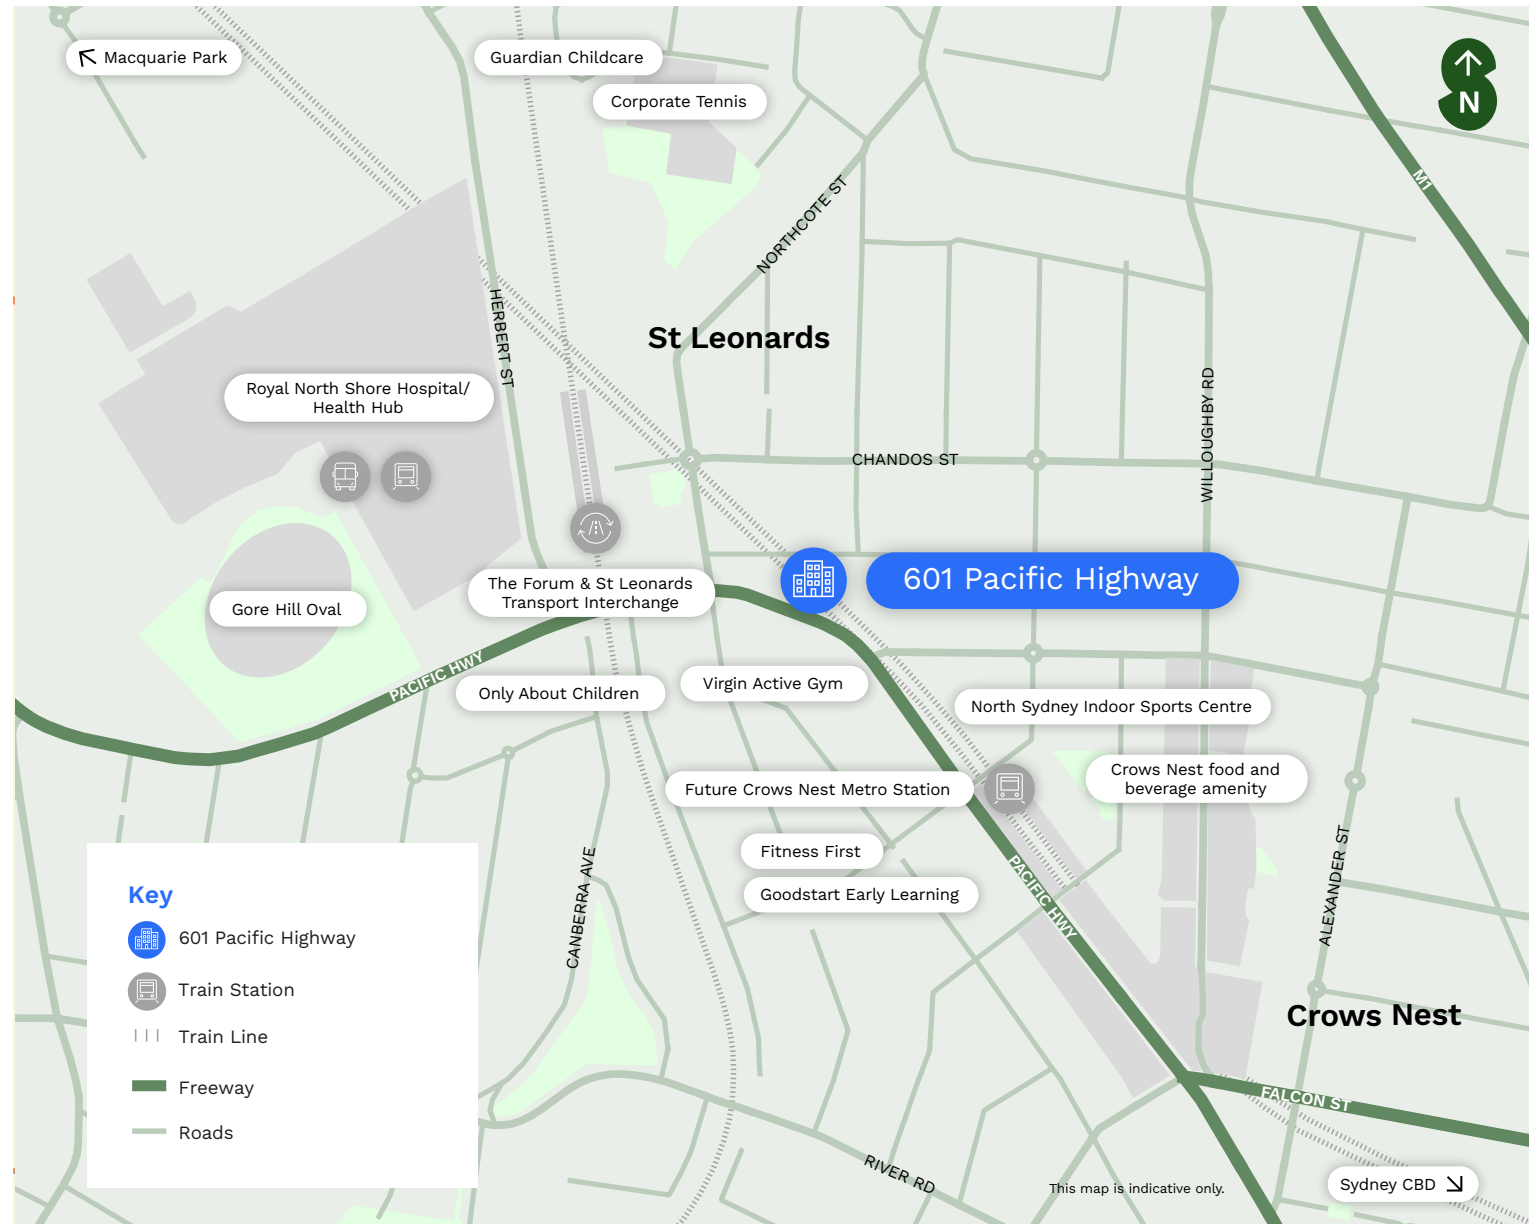 Macquarie Park
Guardian Childcare
Corporate Tennis
N
M1
NORTHCOTE ST
HERBERT ST
St Leonards
Royal North Shore Hospital/
Health Hub
WILLOUGHBY RD
CHANDOS ST
601 Pacific Highway
The Forum & St Leonards
Transport Interchange
Gore Hill Oval
PACIFIC HWY
Only About Children
Virgin Active Gym
North Sydney Indoor Sports Centre
Future Crows Nest Metro Station
Crows Nest food and
beverage amenity
Fitness First
Goodstart Early Learning
CANBERRA AVE
PACIFIC HWY
ALEXANDER ST
Crows Nest
Key
601 Pacific Highway
Train Station
Train Line
Freeway
Roads
FALCON ST
RIVER RD
This map is indicative only.
Sydney CBD